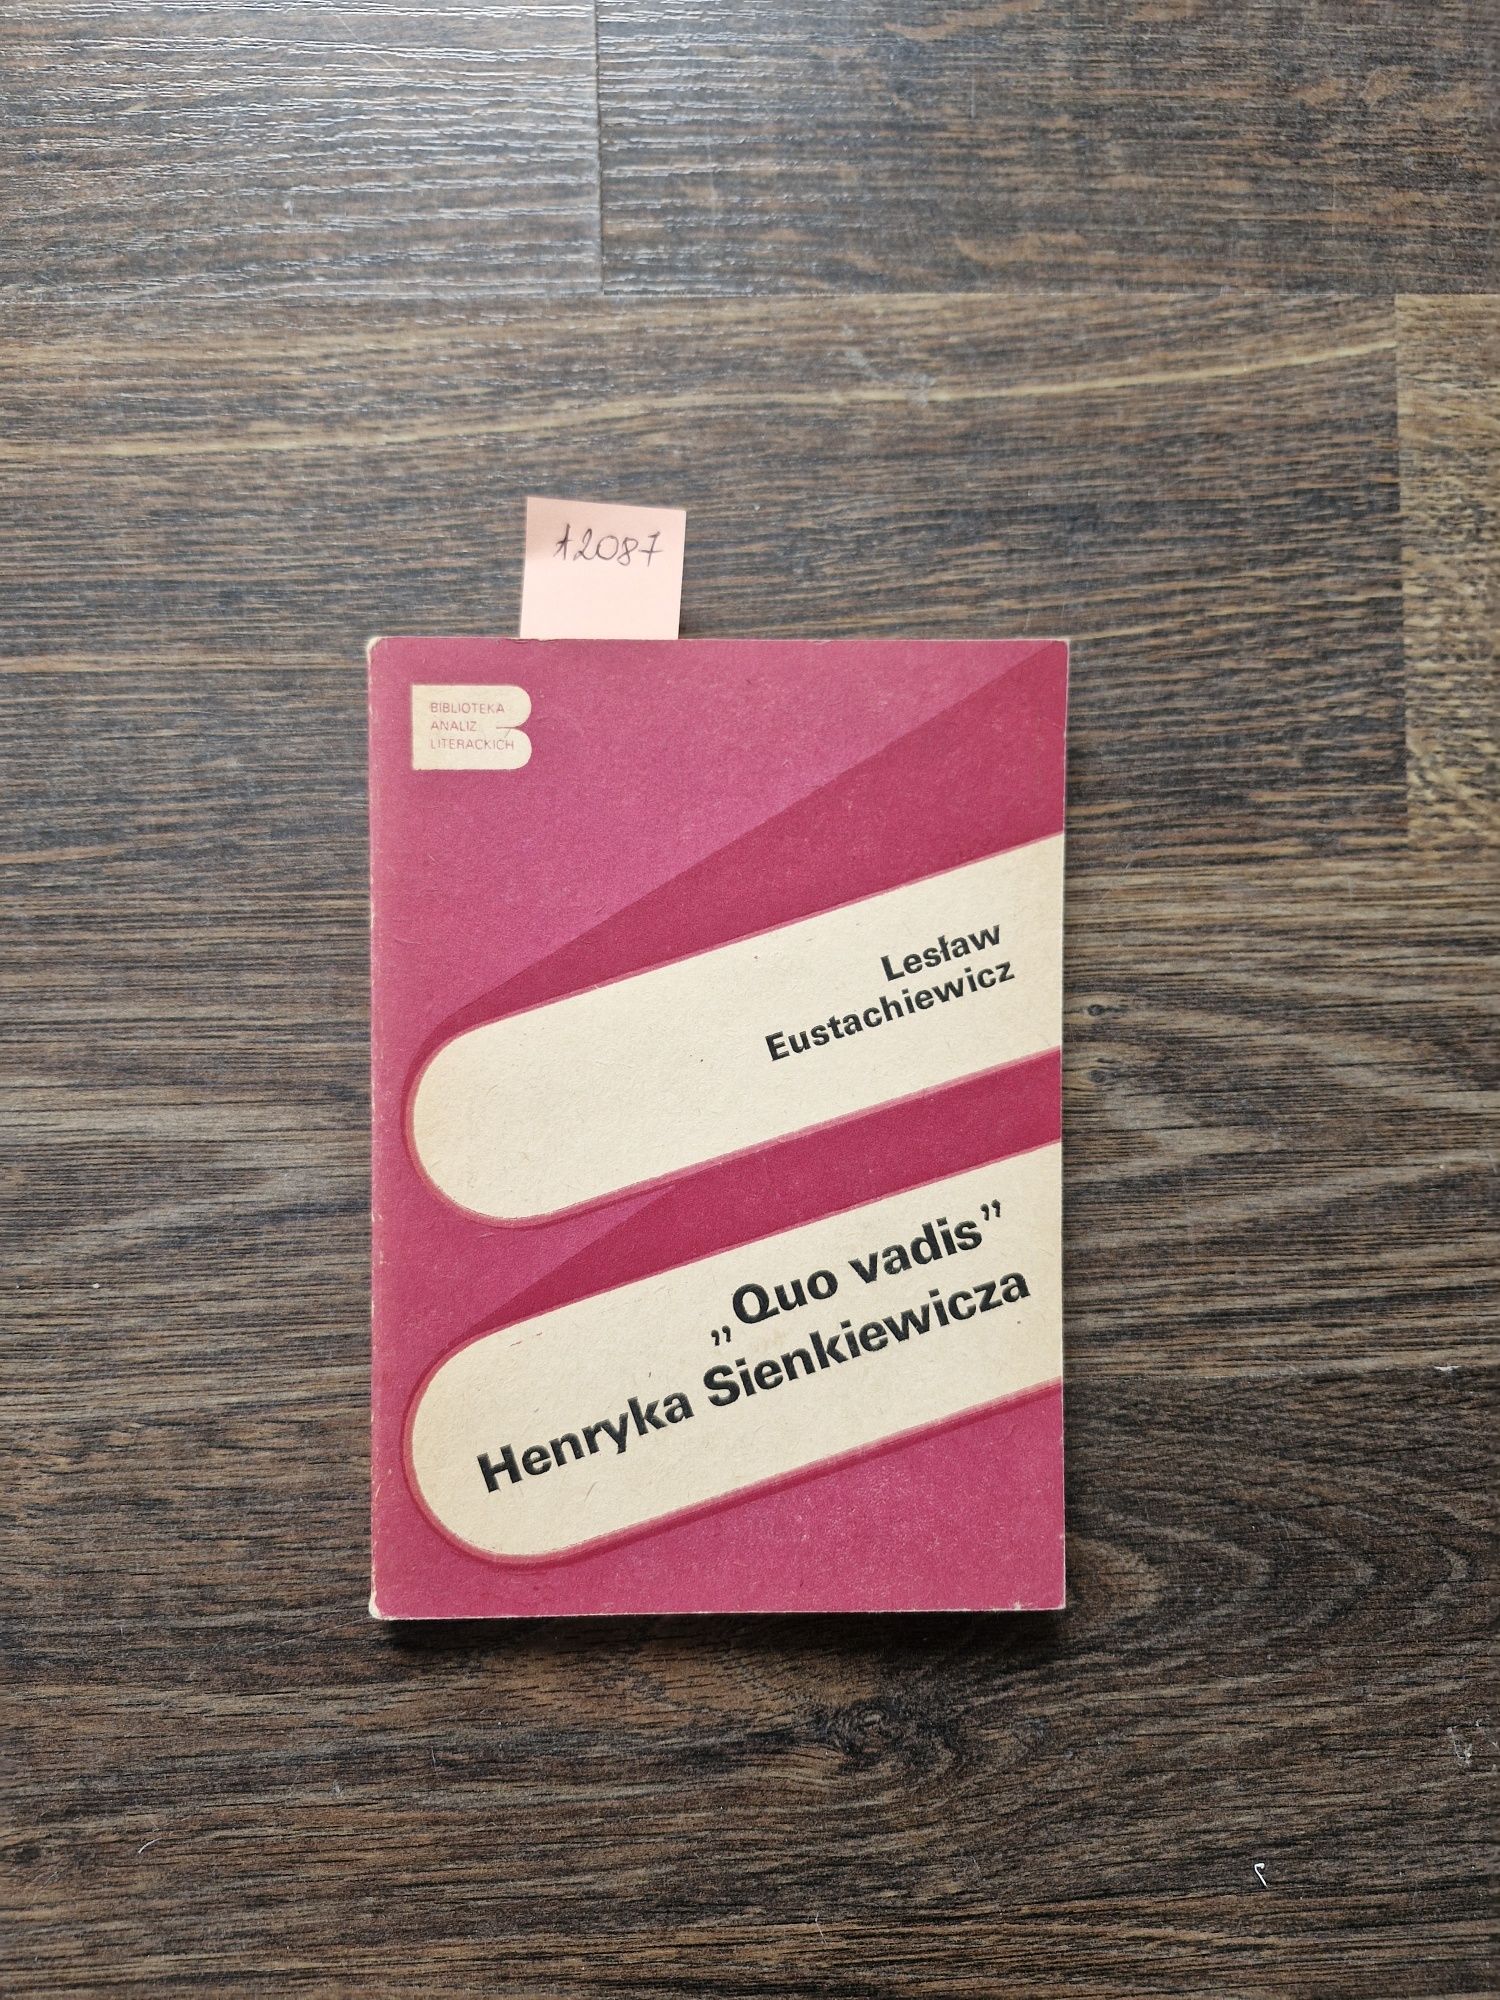 12087
BIBLIOTEKA
ANALIZ
LITERACKICH
Lesław
Eustachiewicz
„Quo vadis”
Henryka Sienkiewicza